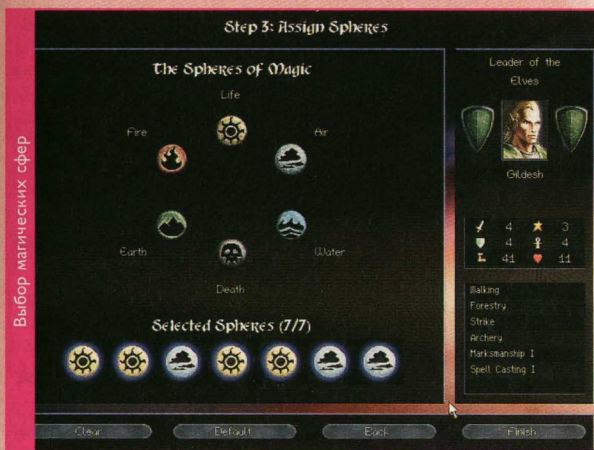 Выбор магических сфер
Step 3: Assign Spheres
The Spheres of Magic
Life
Fire
Air
Earth
Water
Death
Selected Spheres (7/7)
Clear
Default
Back
Finish
Leader of the
Elves
Gildesh
4 3
4 4
41 11
Walking
Forestry
Strike
Archery
Marksmanship I
Spell Casting I